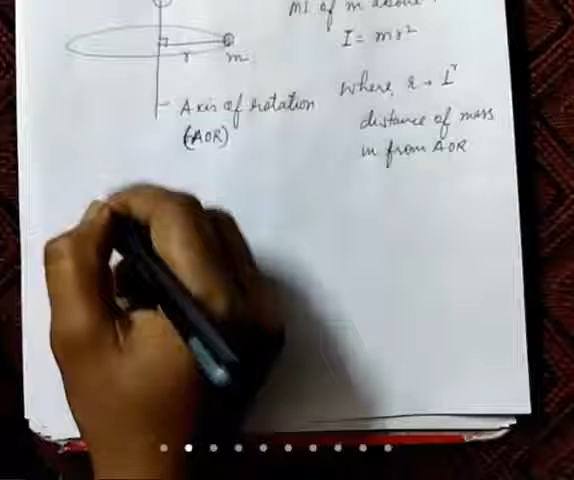 MI of m about
I = mr²
r
m
Axis of rotation
(AOR)
where, r → ⊥ʳ
distance of mass
m from AOR